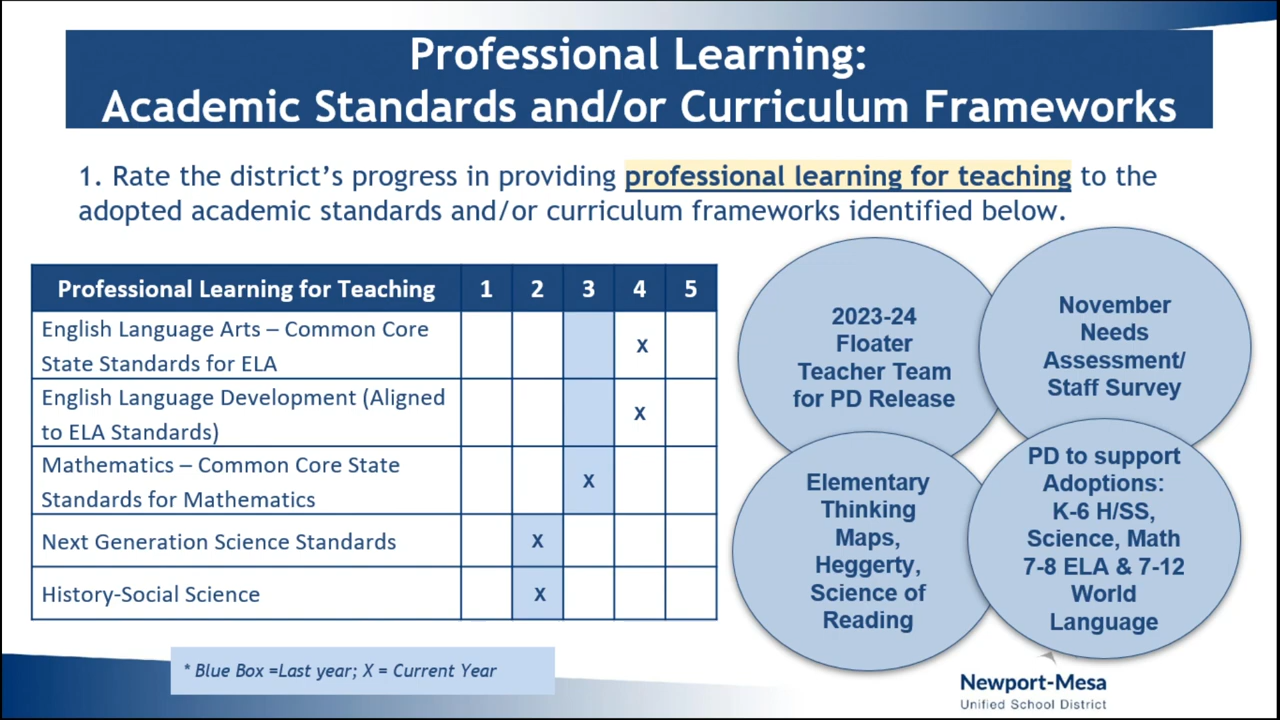 Professional Learning:
Academic Standards and/or Curriculum Frameworks
1. Rate the district's progress in providing professional learning for teaching to the
adopted academic standards and/or curriculum frameworks identified below.
Professional Learning for Teaching 1 2 3 4 5
English Language Arts – Common Core
State Standards for ELA
X
English Language Development (Aligned
to ELA Standards)
X
Mathematics – Common Core State
Standards for Mathematics
X
Next Generation Science Standards X
History-Social Science X
* Blue Box =Last year; X = Current Year
2023-24
Floater
Teacher Team
for PD Release
November
Needs
Assessment/
Staff Survey
Elementary
Thinking
Maps,
Heggerty,
Science of
Reading
PD to support
Adoptions:
K-6 H/SS,
Science, Math
7-8 ELA & 7-12
World
Language
Newport-Mesa
Unified School District